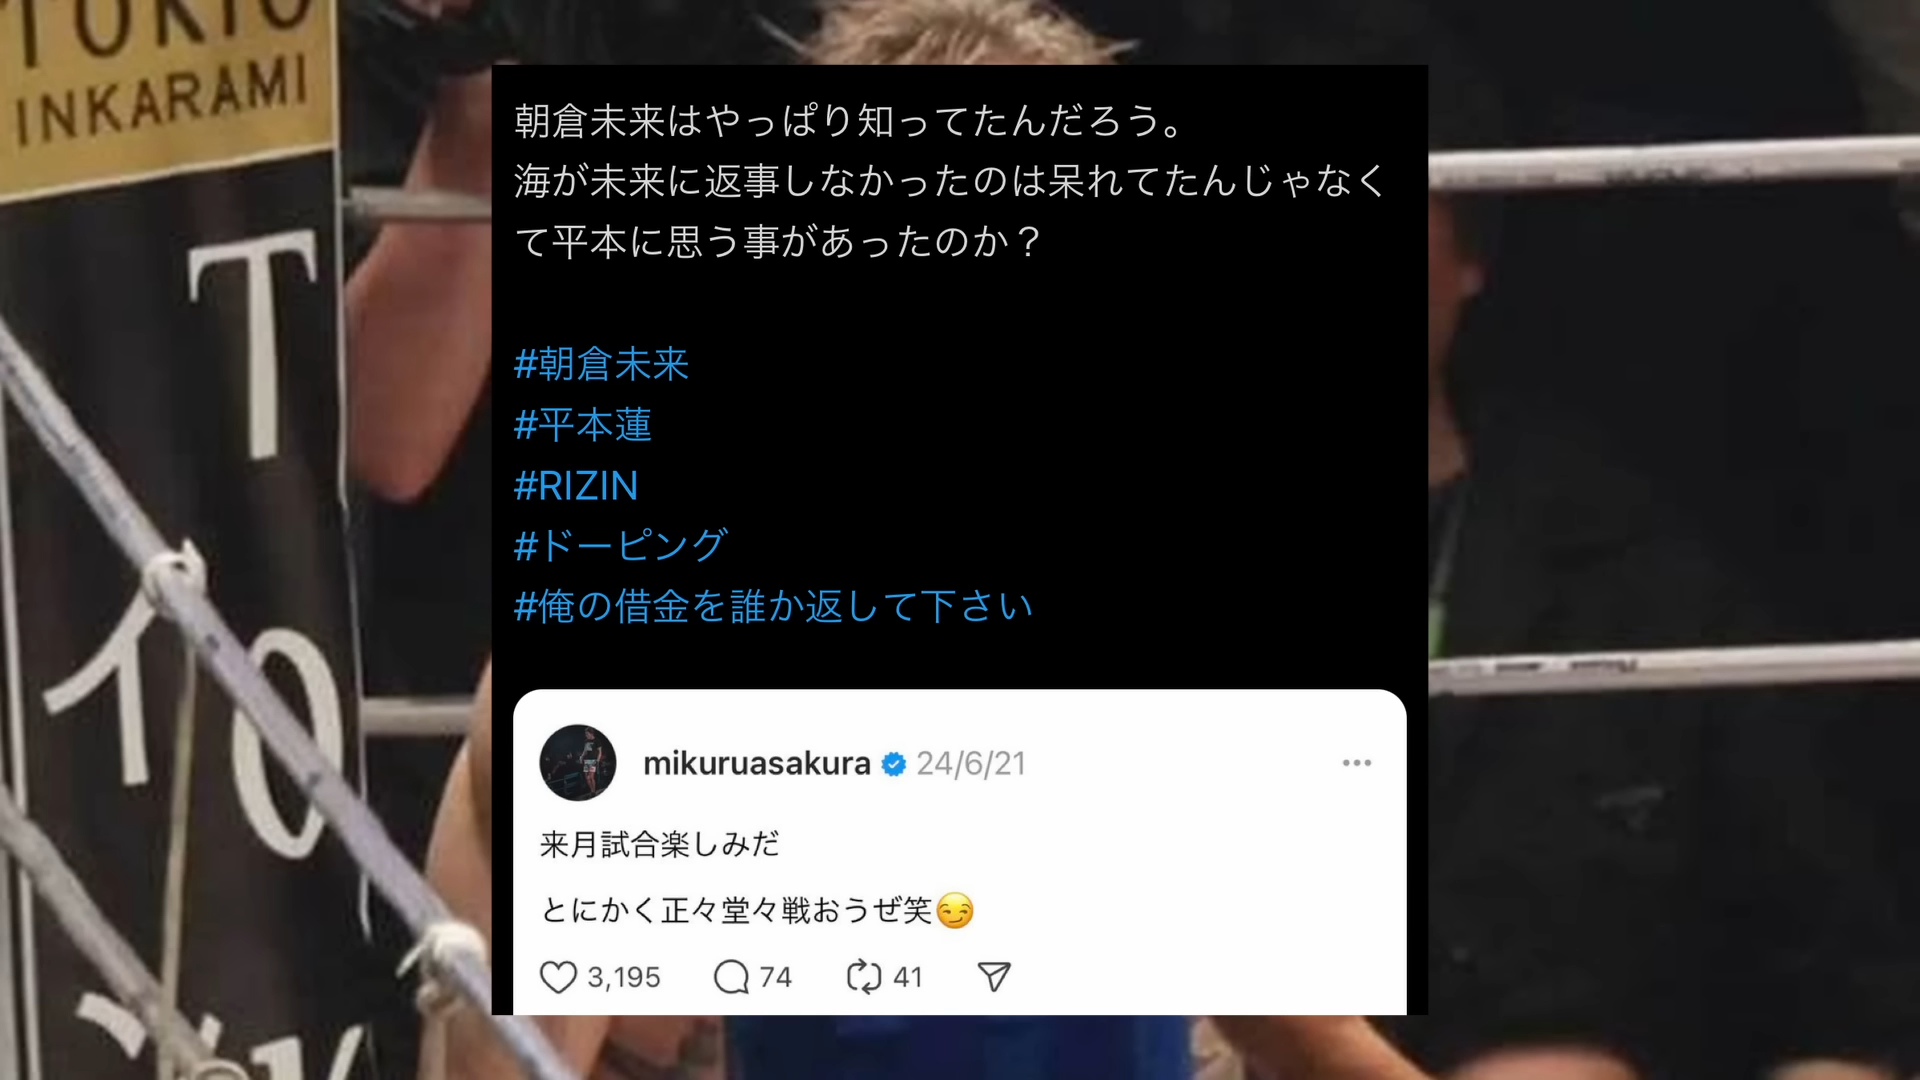 TOKIO
INKARAMI
T
O
イ
朝倉未来はやっぱり知ってたんだろう。
海が未来に返事しなかったのは呆れてたんじゃなく
て平本に思う事があったのか？
#朝倉未来
#平本蓮
#RIZIN
#ドーピング
#俺の借金を誰か返して下さい
mikuruasakura 24/6/21
来月試合楽しみだ
とにかく正々堂々戦おうぜ笑😏
3,195 74 41